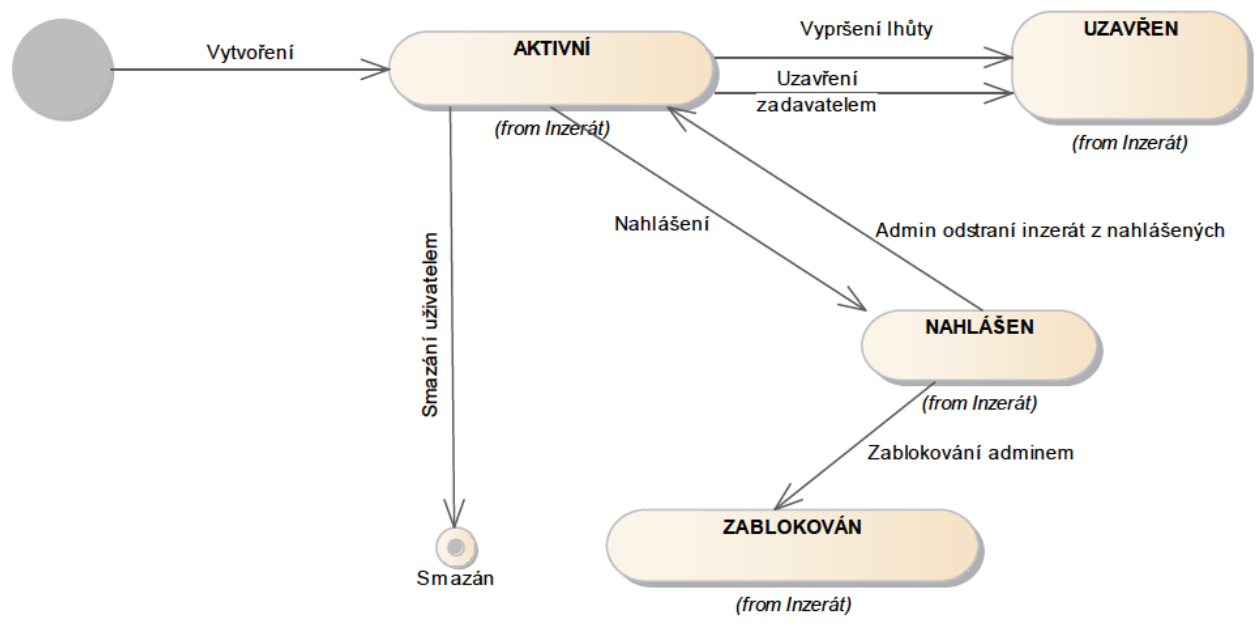 Vytvoření
AKTIVNÍ
(from Inzerát)
Vypršení lhůty
Uzavření
zadavatelem
UZAVŘEN
(from Inzerát)
Nahlášení
Admin odstraní inzerát z nahlášených
Smazání uživatelem
NAHLÁŠEN
(from Inzerát)
Zablokování adminem
ZABLOKOVÁN
(from Inzerát)
Smazán